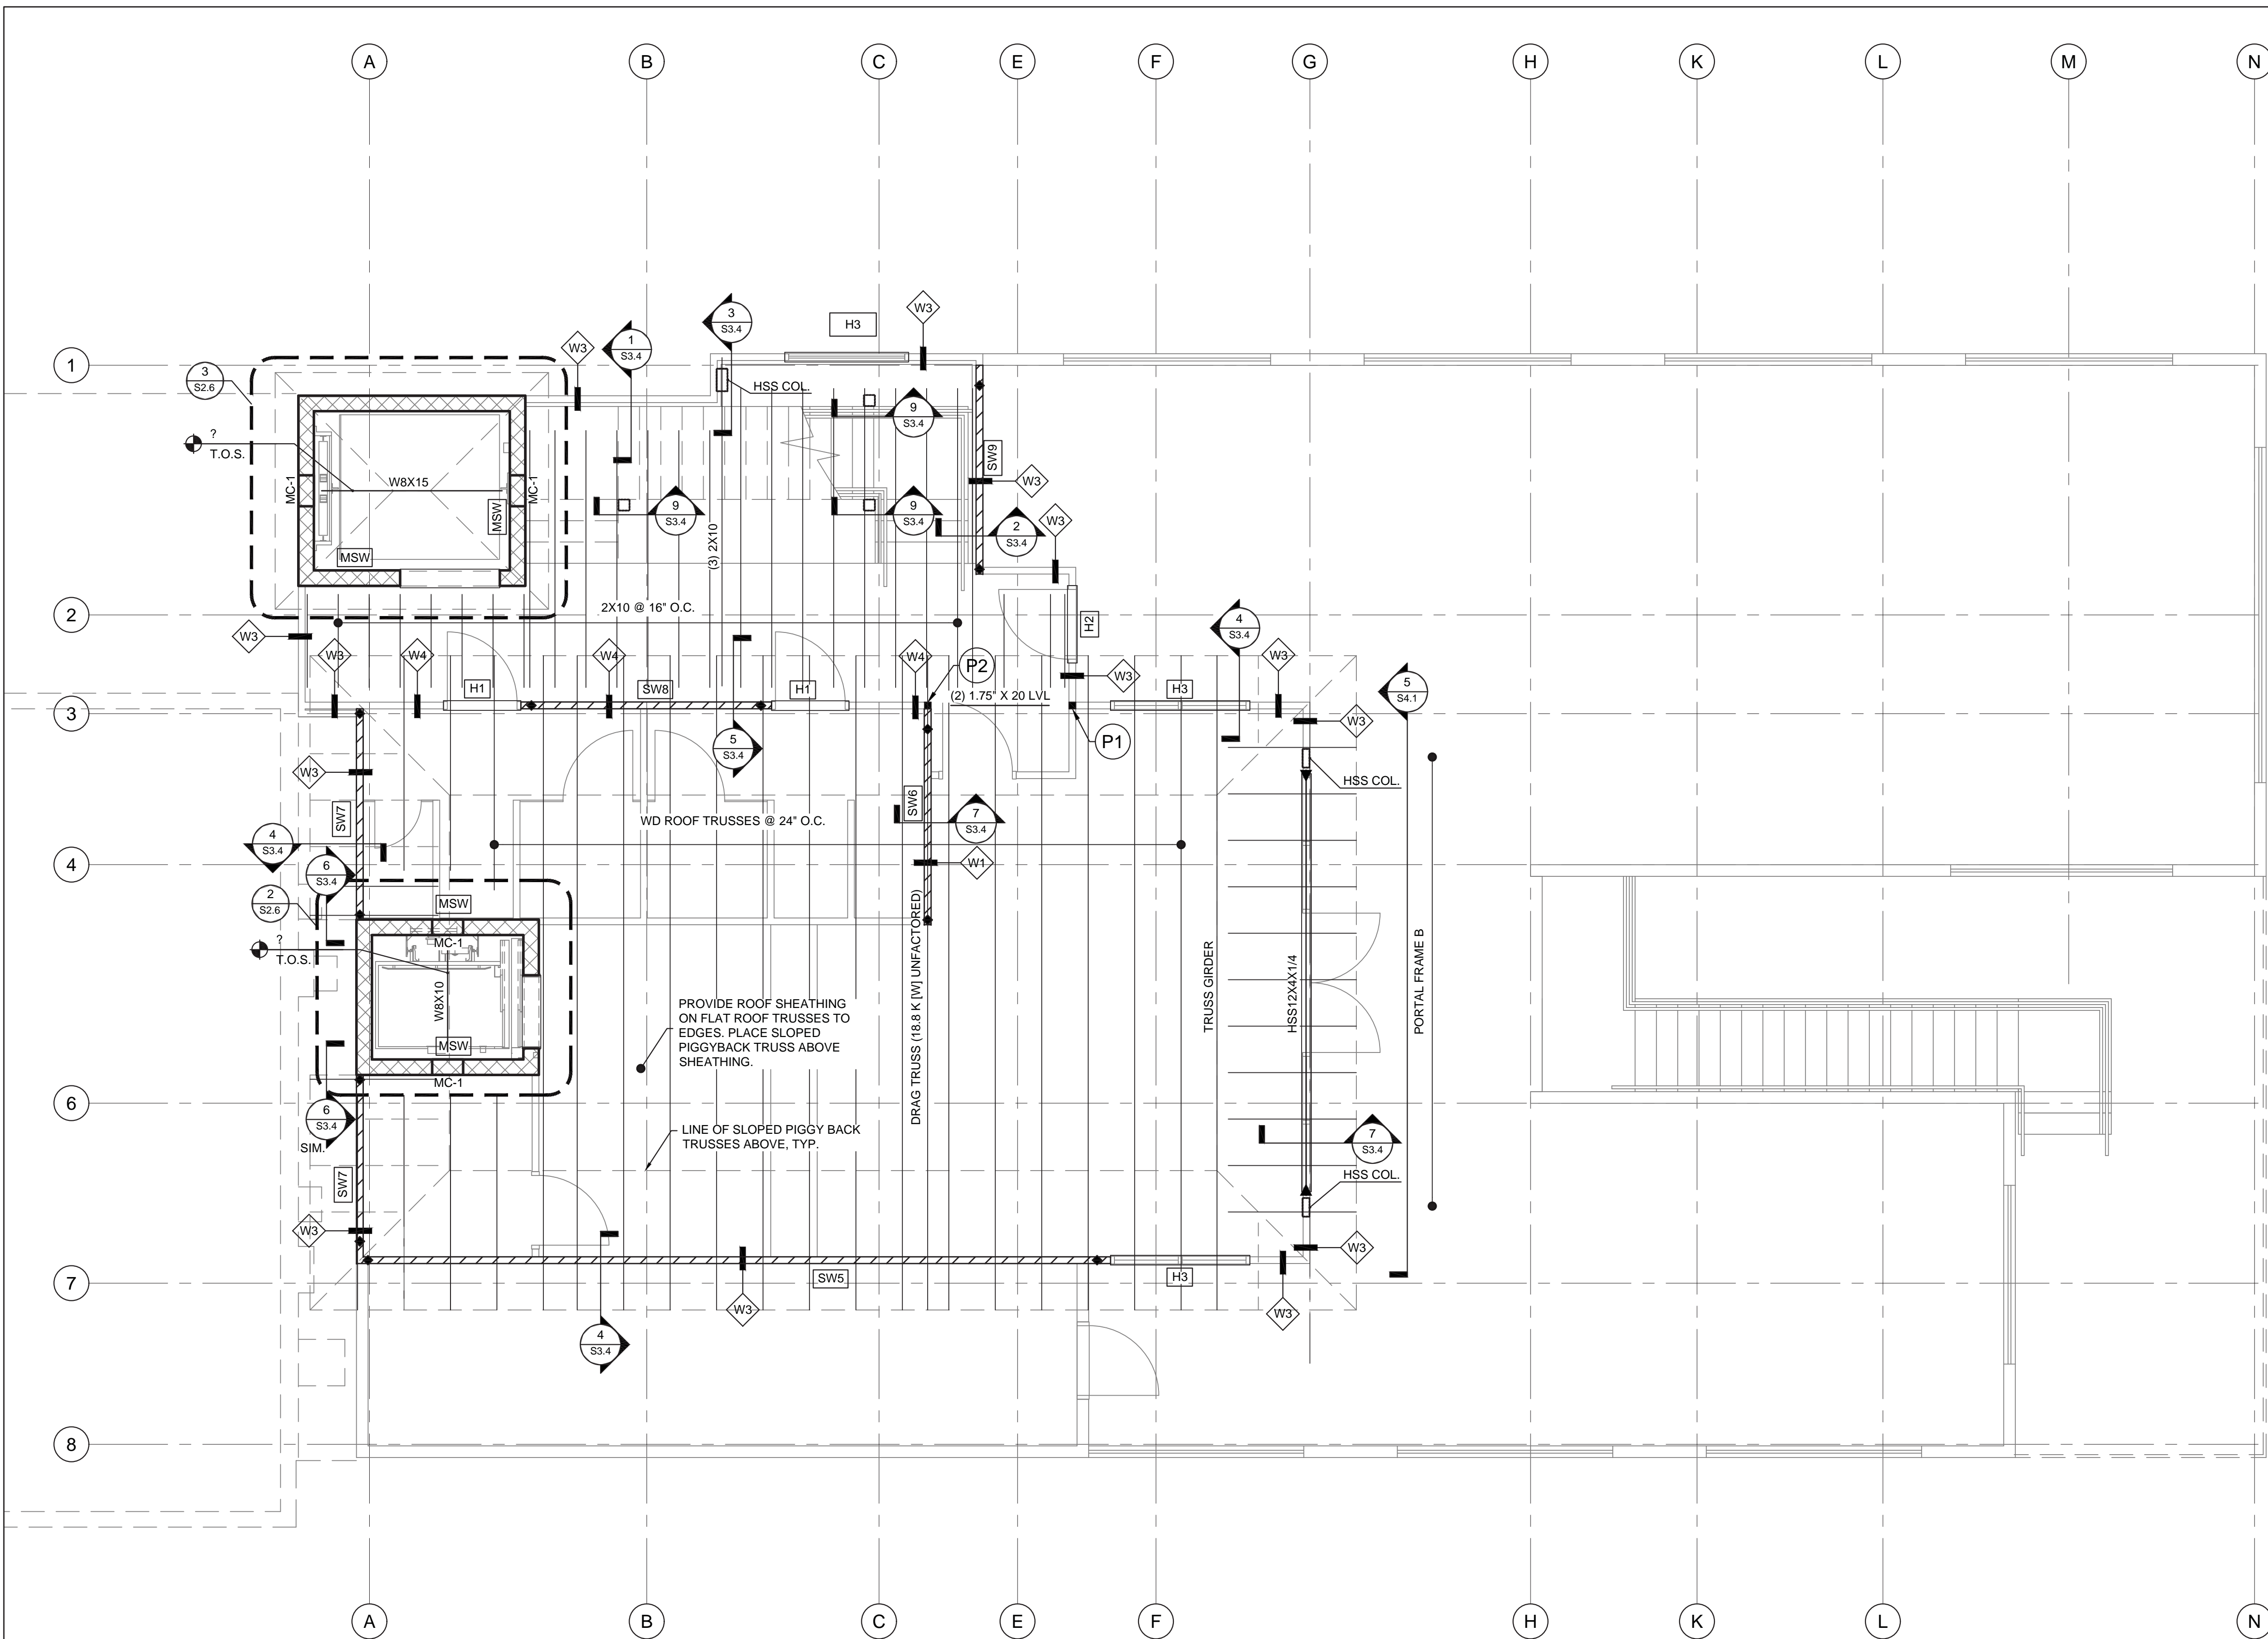 A
B
C
E
F
G
H
K
L
M
N
1
W3
3
S3.4
H3
W3
1
S3.4
W3
3
S2.6
HSS COL.
9
S3.4
?
T.O.S.
SW9
W3
MC-1
W8X15
MC-1
MSW
9
S3.4
9
S3.4
W3
2
S3.4
(3) 2X10
MSW
2
2X10 @ 16" O.C.
H2
4
S3.4
W3
W3
W4
W4
W4
P2
W3
W3
H1
SW8
H1
(2) 1.75" X 20 LVL
H3
5
S4.1
3
W3
5
S3.4
P1
W3
HSS COL.
SW7
SW6
WD ROOF TRUSSES @ 24" O.C.
7
S3.4
4
S3.4
4
6
S3.4
W1
2
S2.6
MSW
?
T.O.S.
MC-1
W8X10
DRAG TRUSS (18.8 K [W] UNFACTORED)
TRUSS GIRDER
HSS12X4X1/4
PORTAL FRAME B
PROVIDE ROOF SHEATHING
ON FLAT ROOF TRUSSES TO
EDGES. PLACE SLOPED
PIGGYBACK TRUSS ABOVE
SHEATHING.
MSW
MC-1
6
6
S3.4
SIM.
LINE OF SLOPED PIGGY BACK
TRUSSES ABOVE, TYP.
7
S3.4
HSS COL.
SW7
W3
W3
7
SW5
H3
W3
W3
4
S3.4
8
A
B
C
E
F
H
K
L
N